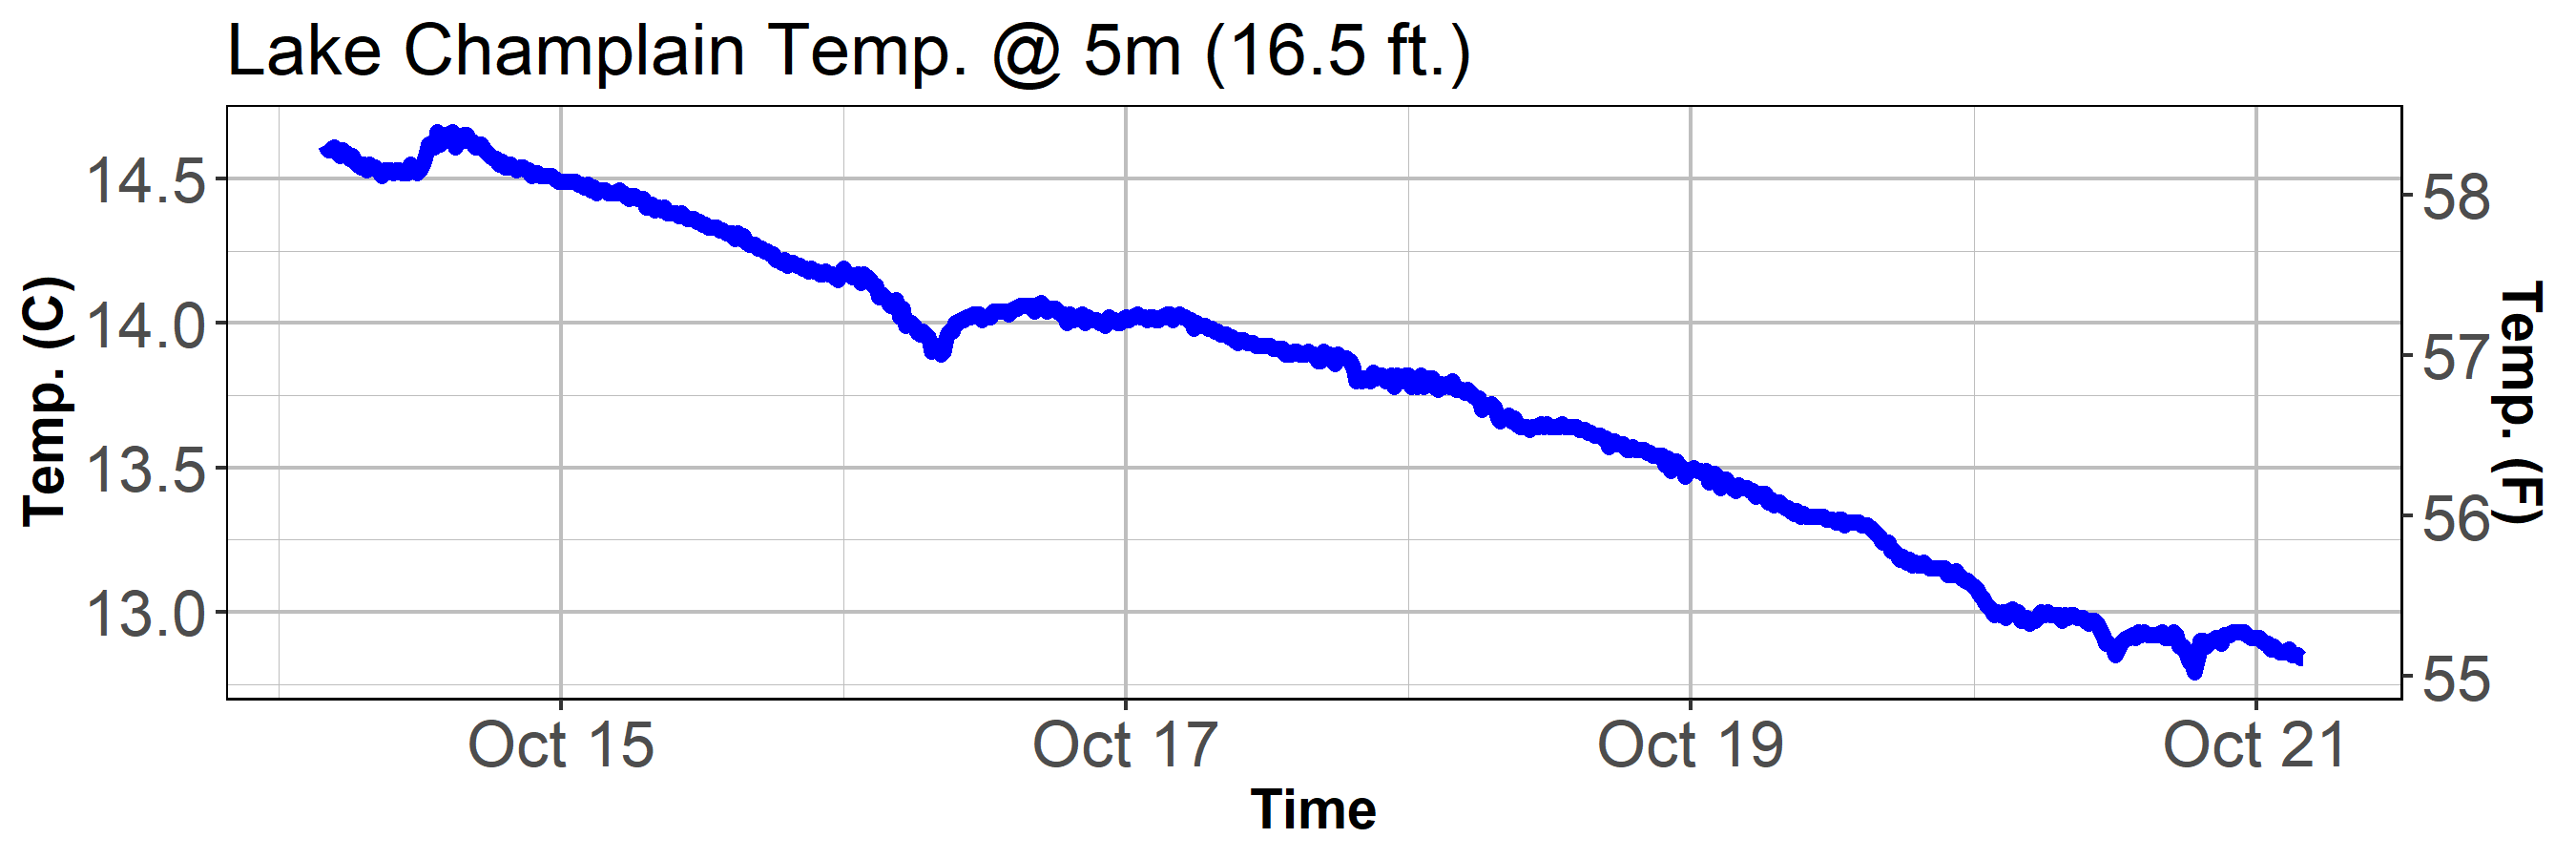 Lake Champlain Temp. @ 5m (16.5 ft.)
Temp. (C)
14.5
14.0
13.5
13.0
58
57
56
55
Temp. (F)
Oct 15 Oct 17 Oct 19 Oct 21
Time